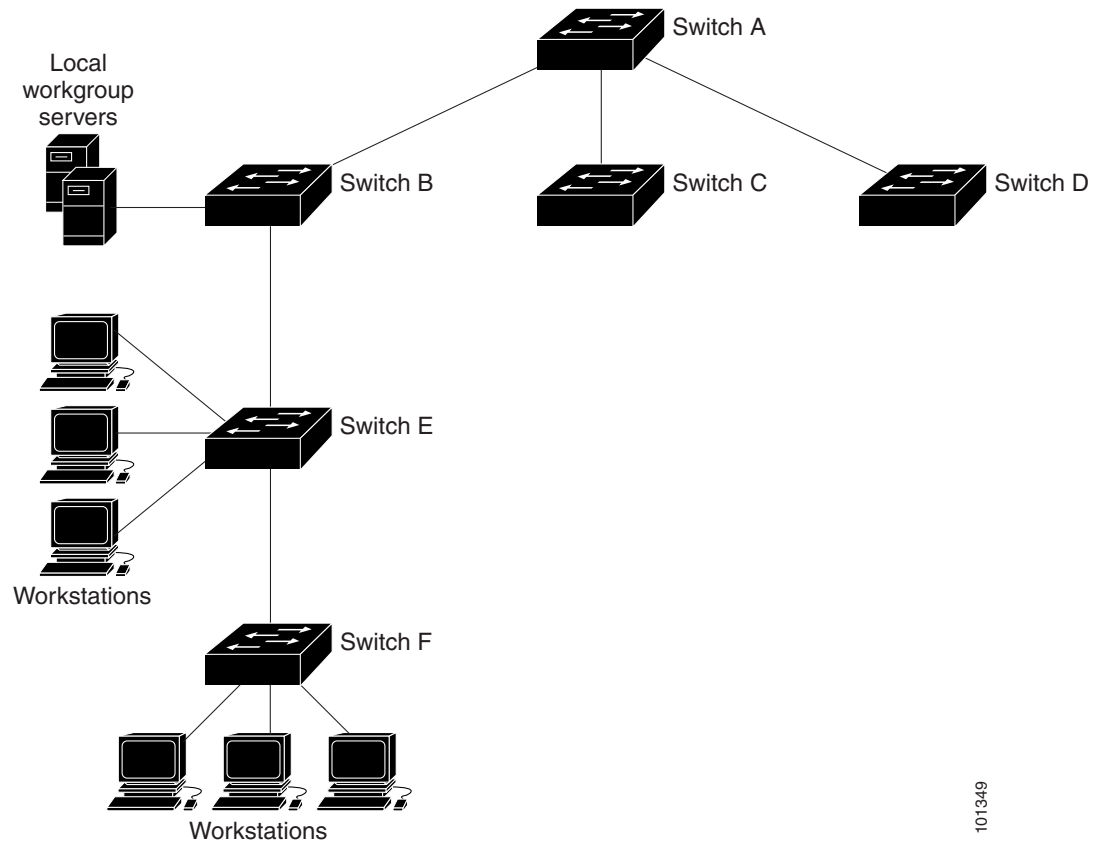 Switch A
Local
workgroup
servers
Switch B
Switch C
Switch D
Switch E
Workstations
Switch F
Workstations
101349